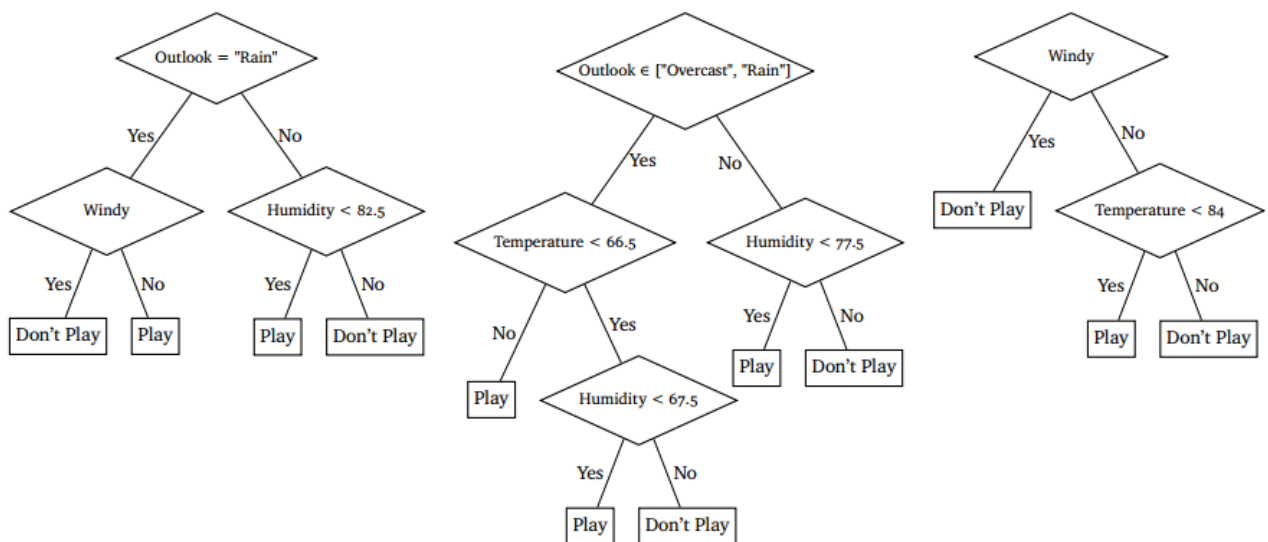 Outlook = "Rain"
Yes
No
Windy
Humidity < 82.5
Yes
No
Yes
No
Don't Play
Play
Play
Don't Play
Outlook ∈ ["Overcast", "Rain"]
Yes
No
Temperature < 66.5
Humidity < 77.5
No
Yes
Yes
No
Play
Humidity < 67.5
Play
Don't Play
Yes
No
Play
Don't Play
Windy
Yes
No
Don't Play
Temperature < 84
Yes
No
Play
Don't Play